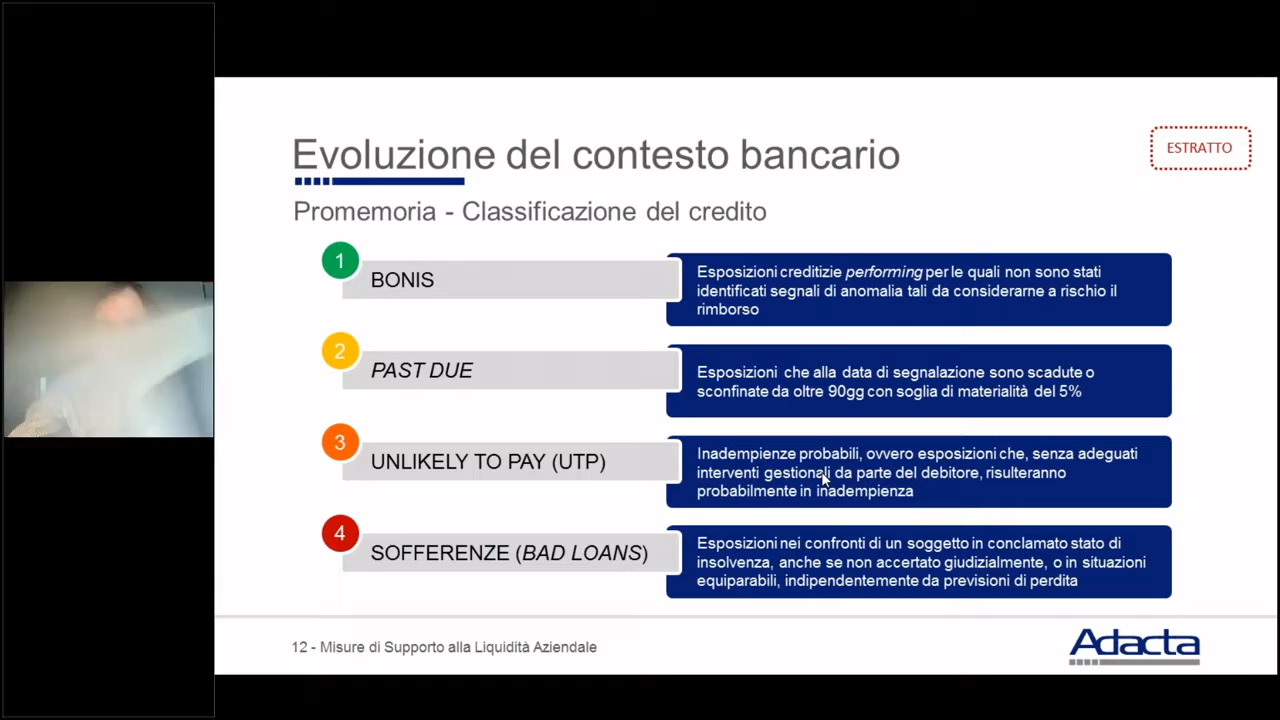 Evoluzione del contesto bancario
ESTRATTO
Promemoria - Classificazione del credito
1
BONIS
Esposizioni creditizie performing per le quali non sono stati
identificati segnali di anomalia tali da considerarne a rischio il
rimborso
2
PAST DUE
Esposizioni che alla data di segnalazione sono scadute o
sconfinate da oltre 90gg con soglia di materialità del 5%
3
UNLIKELY TO PAY (UTP)
Inadempienze probabili, ovvero esposizioni che, senza adeguati
interventi gestionali da parte del debitore, risulteranno
probabilmente in inadempienza
4
SOFFERENZE (BAD LOANS)
Esposizioni nei confronti di un soggetto in conclamato stato di
insolvenza, anche se non accertato giudizialmente, o in situazioni
equiparabili, indipendentemente da previsioni di perdita
12 - Misure di Supporto alla Liquidità Aziendale
Adacta